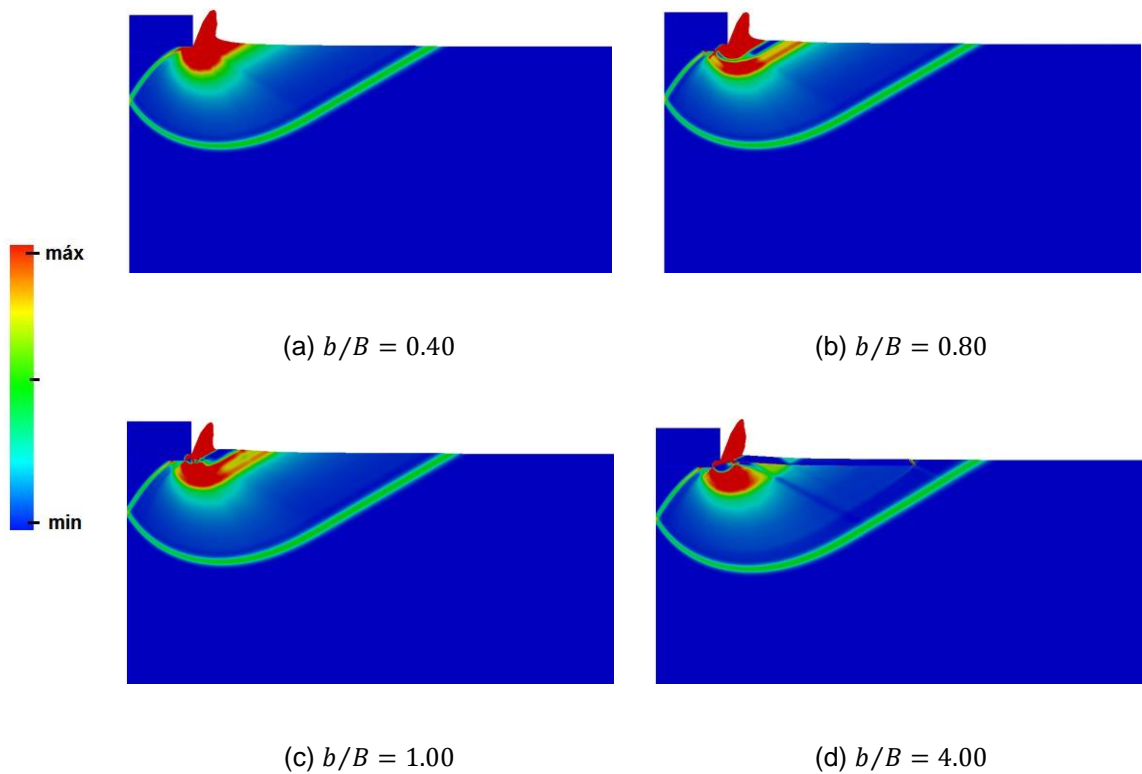 máx
min
(a) b/B = 0.40
(b) b/B = 0.80
(c) b/B = 1.00
(d) b/B = 4.00